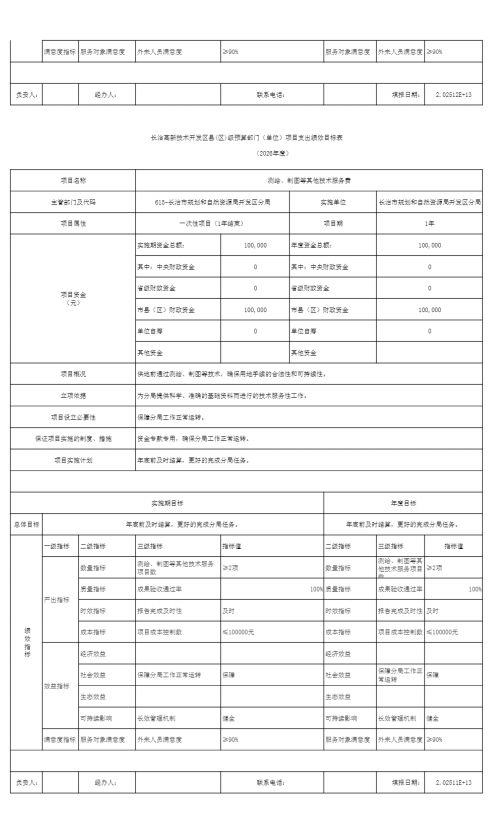 满意度指标 服务对象满意度 外来人员满意度 ≥90% 服务对象满意度 外来人员满意度 ≥90%
负责人: 经办人: 联系电话: 填报日期: 2.02512E+13
长治高新技术开发区县(区)级预算部门（单位）项目支出绩效目标表
（2026年度）
项目名称 测绘、制图等其他技术服务费
主管部门及代码 618-长治市规划和自然资源局开发区分局 实施单位 长治市规划和自然资源局开发区分局
项目属性 一次性项目（1年结束） 项目期 1年
项目资金
（元）
实施期资金总额: 100,000 年度资金总额: 100,000
其中: 中央财政资金 0 其中: 中央财政资金 0
省级财政资金 0 省级财政资金 0
市县（区）财政资金 100,000 市县（区）财政资金 100,000
单位自筹 0 单位自筹 0
其他资金 其他资金
项目概况 供地前通过测绘、制图等技术，确保用地手续的合法性和可持续性。
立项依据 为分局提供科学、准确的基础资料而进行的技术服务性工作。
项目设立必要性 保障分局工作正常运转。
保证项目实施的制度、措施 资金专款专用，确保分局工作正常运转。
项目实施计划 年底前及时结算，更好的完成分局任务。
实施期目标 年度目标
总体目标 年底前及时结算，更好的完成分局任务。 年底前及时结算，更好的完成分局任务。
绩效指标
一级指标 二级指标 三级指标 指标值 二级指标 三级指标 指标值
产出指标
数量指标 测绘、制图等其他技术服务项目数 ≥2项 数量指标 测绘、制图等其他技术服务项目数 ≥2项
质量指标 成果验收通过率 100% 质量指标 成果验收通过率 100%
时效指标 报告完成及时性 及时 时效指标 报告完成及时性 及时
成本指标 项目成本控制数 ≤100000元 成本指标 项目成本控制数 ≤100000元
效益指标
经济效益 经济效益
社会效益 保障分局工作正常运转 保障 社会效益 保障分局工作正常运转 保障
生态效益 生态效益
可持续影响 长效管理机制 健全 可持续影响 长效管理机制 健全
满意度指标 服务对象满意度 外来人员满意度 ≥90% 服务对象满意度 外来人员满意度 ≥90%
负责人: 经办人: 联系电话: 填报日期: 2.02511E+13